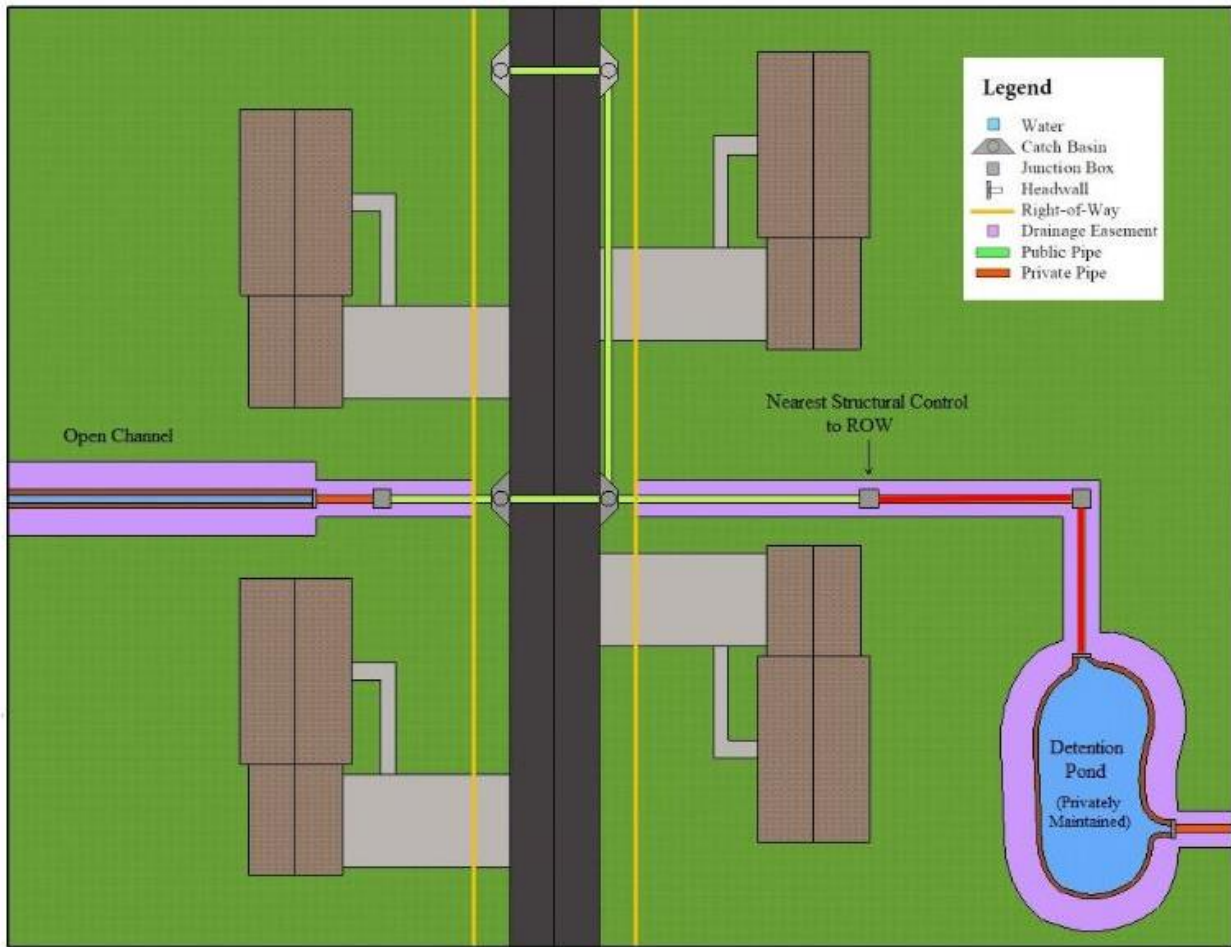 Legend
Water
Catch Basin
Junction Box
Headwall
Right-of-Way
Drainage Easement
Public Pipe
Private Pipe
Nearest Structural Control
to ROW
Open Channel
Detention
Pond
(Privately
Maintained)